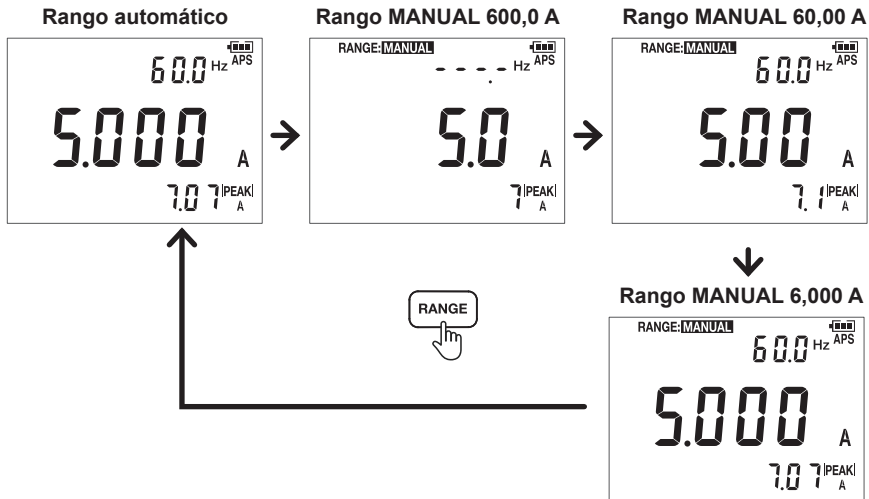 Rango automático
60.0 Hz APS
5.000 A
7.07 |PEAK| A
Rango MANUAL 600,0 A
RANGE:MANUAL
- - -.- Hz APS
5.0 A
7 |PEAK| A
Rango MANUAL 60,00 A
RANGE:MANUAL
60.0 Hz APS
5.00 A
7.1 |PEAK| A
Rango MANUAL 6,000 A
RANGE:MANUAL
60.0 Hz APS
5.000 A
7.07 |PEAK| A
RANGE